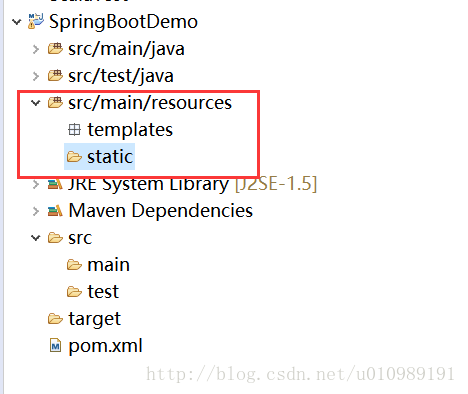 SpringBootDemo
src/main/java
src/test/java
src/main/resources
templates
static
JRE System Library [J2SE-1.5]
Maven Dependencies
src
main
test
target
pom.xml
http://blog.csdn.net/u010989191